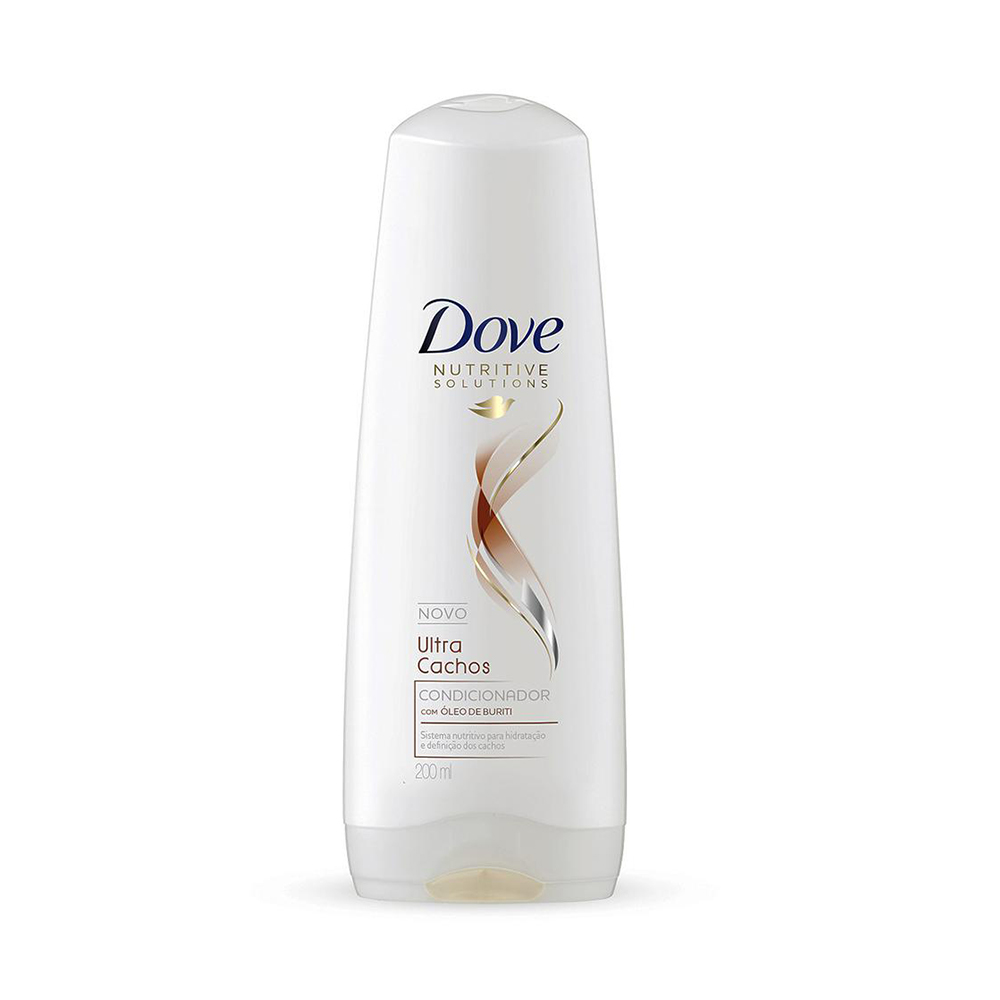 Dove
NUTRITIVE
SOLUTIONS
NOVO
Ultra
Cachos
CONDICIONADOR
COM ÓLEO DE BURITI
Sistema nutritivo para hidratação
e definição dos cachos
200 ml